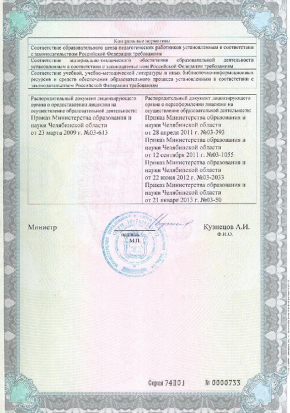 Контрольные нормативы
Соответствие образовательного ценза педагогических работников установленным в соответствии
с законодательством Российской Федерации требованиям
Соответствие материально-технического обеспечения образовательной деятельности
установленным в соответствии с законодательством Российской Федерации требованиям
Соответствие учебной, учебно-методической литературы и иных библиотечно-информационных
ресурсов и средств обеспечения образовательного процесса установленным в соответствии с
законодательством Российской Федерации требованиям
Распорядительный документ лицензирующего
органа о предоставлении лицензии на
осуществление образовательной деятельности:
Приказ Министерства образования и
науки Челябинской области
от 23 марта 2009 г. №03-613
Распорядительный документ лицензирующего
органа о переоформлении лицензии на
осуществление образовательной деятельности:
Приказ Министерства образования и
науки Челябинской области
от 28 апреля 2011 г. №03-393
Приказ Министерства образования и
науки Челябинской области
от 12 сентября 2011 г. №03-1055
Приказ Министерства образования и
науки Челябинской области
от 22 июня 2012 г. №03-2033
Приказ Министерства образования и
науки Челябинской области
от 21 января 2013 г. №03-50
Министр
Кузнецов А.И.
Ф.И.О.
М.П.
Серия 74П01 № 0000733